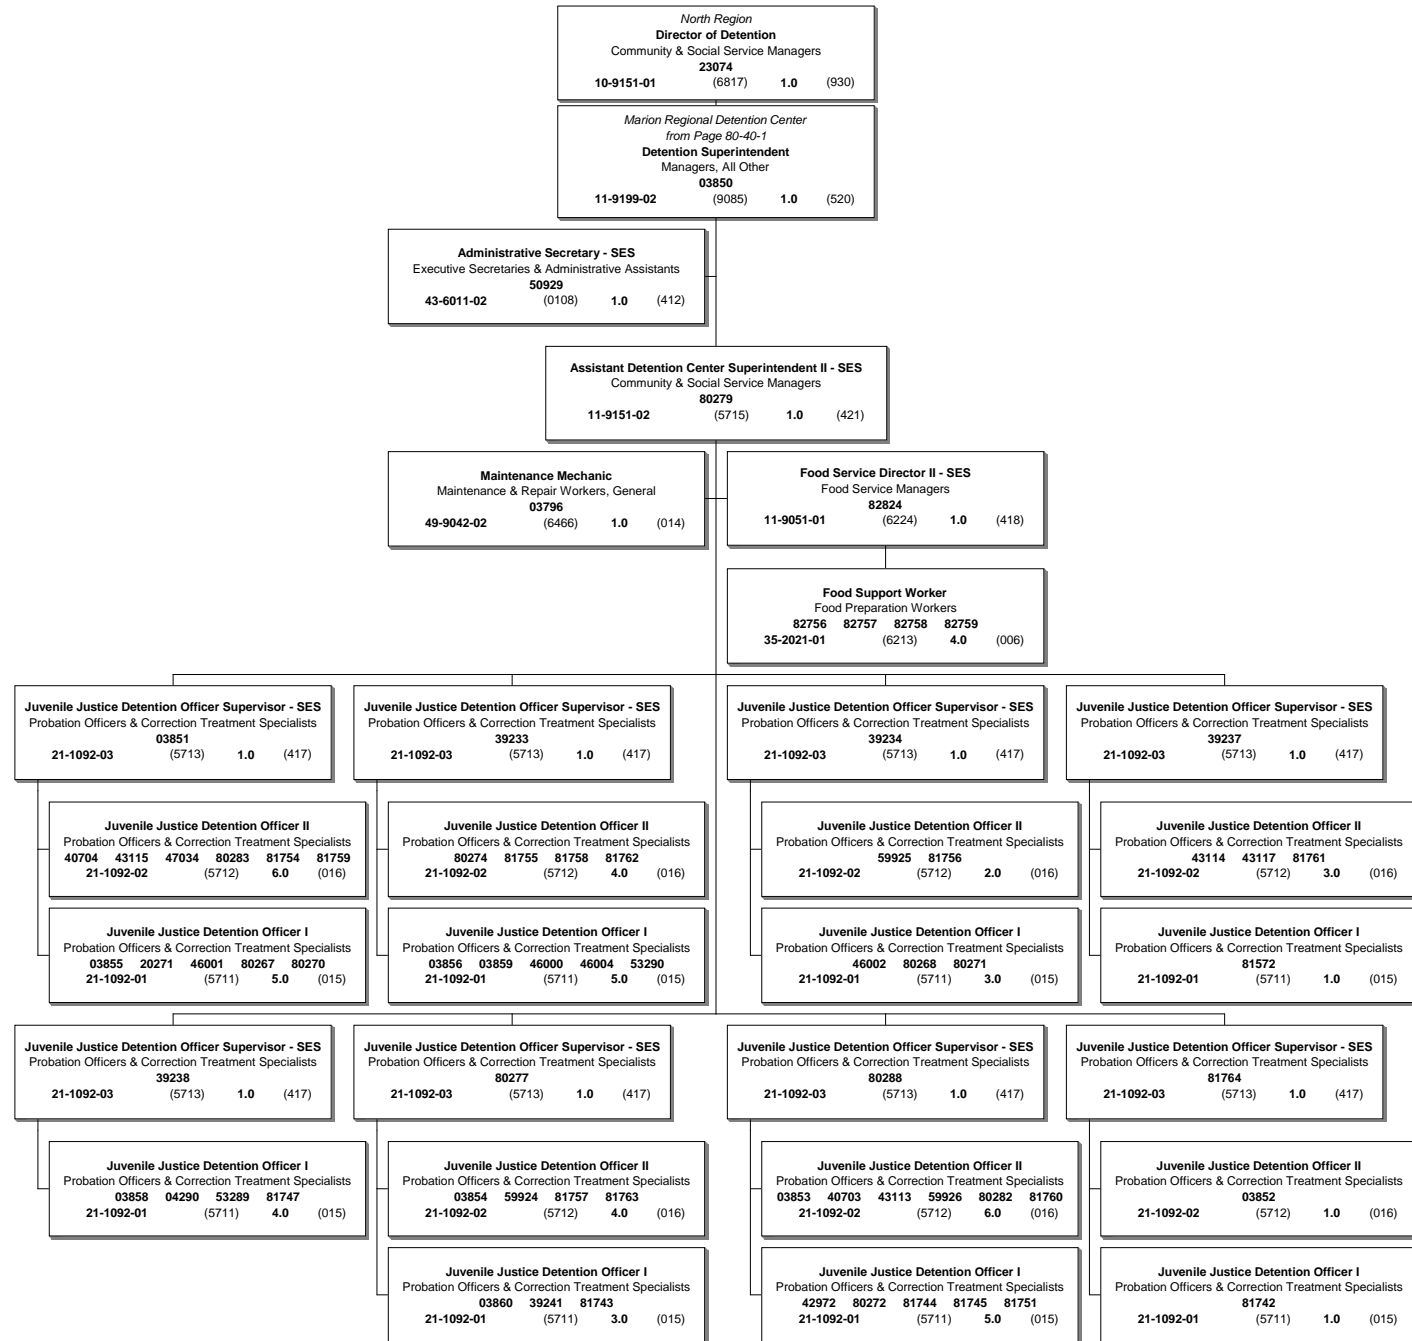 North Region
Director of Detention
Community & Social Service Managers
23074
10-9151-01 (6817) 1.0 (930)
Marion Regional Detention Center
from Page 80-40-1
Detention Superintendent
Managers, All Other
03850
11-9199-02 (9085) 1.0 (520)
Administrative Secretary - SES
Executive Secretaries & Administrative Assistants
50929
43-6011-02 (0108) 1.0 (412)
Assistant Detention Center Superintendent II - SES
Community & Social Service Managers
80279
11-9151-02 (5715) 1.0 (421)
Maintenance Mechanic
Maintenance & Repair Workers, General
03796
49-9042-02 (6466) 1.0 (014)
Food Service Director II - SES
Food Service Managers
82824
11-9051-01 (6224) 1.0 (418)
Food Support Worker
Food Preparation Workers
82756 82757 82758 82759
35-2021-01 (6213) 4.0 (006)
Juvenile Justice Detention Officer Supervisor - SES
Probation Officers & Correction Treatment Specialists
03851
21-1092-03 (5713) 1.0 (417)
Juvenile Justice Detention Officer II
Probation Officers & Correction Treatment Specialists
40704 43115 47034 80283 81754 81759
21-1092-02 (5712) 6.0 (016)
Juvenile Justice Detention Officer I
Probation Officers & Correction Treatment Specialists
03855 20271 46001 80267 80270
21-1092-01 (5711) 5.0 (015)
Juvenile Justice Detention Officer Supervisor - SES
Probation Officers & Correction Treatment Specialists
39233
21-1092-03 (5713) 1.0 (417)
Juvenile Justice Detention Officer II
Probation Officers & Correction Treatment Specialists
80274 81755 81758 81762
21-1092-02 (5712) 4.0 (016)
Juvenile Justice Detention Officer I
Probation Officers & Correction Treatment Specialists
03856 03859 46000 46004 53290
21-1092-01 (5711) 5.0 (015)
Juvenile Justice Detention Officer Supervisor - SES
Probation Officers & Correction Treatment Specialists
39234
21-1092-03 (5713) 1.0 (417)
Juvenile Justice Detention Officer II
Probation Officers & Correction Treatment Specialists
59925 81756
21-1092-02 (5712) 2.0 (016)
Juvenile Justice Detention Officer I
Probation Officers & Correction Treatment Specialists
46002 80268 80271
21-1092-01 (5711) 3.0 (015)
Juvenile Justice Detention Officer Supervisor - SES
Probation Officers & Correction Treatment Specialists
39237
21-1092-03 (5713) 1.0 (417)
Juvenile Justice Detention Officer II
Probation Officers & Correction Treatment Specialists
43114 43117 81761
21-1092-02 (5712) 3.0 (016)
Juvenile Justice Detention Officer I
Probation Officers & Correction Treatment Specialists
81572
21-1092-01 (5711) 1.0 (015)
Juvenile Justice Detention Officer Supervisor - SES
Probation Officers & Correction Treatment Specialists
39238
21-1092-03 (5713) 1.0 (417)
Juvenile Justice Detention Officer I
Probation Officers & Correction Treatment Specialists
03858 04290 53289 81747
21-1092-01 (5711) 4.0 (015)
Juvenile Justice Detention Officer Supervisor - SES
Probation Officers & Correction Treatment Specialists
80277
21-1092-03 (5713) 1.0 (417)
Juvenile Justice Detention Officer II
Probation Officers & Correction Treatment Specialists
03854 59924 81757 81763
21-1092-02 (5712) 4.0 (016)
Juvenile Justice Detention Officer I
Probation Officers & Correction Treatment Specialists
03860 39241 81743
21-1092-01 (5711) 3.0 (015)
Juvenile Justice Detention Officer Supervisor - SES
Probation Officers & Correction Treatment Specialists
80288
21-1092-03 (5713) 1.0 (417)
Juvenile Justice Detention Officer II
Probation Officers & Correction Treatment Specialists
03853 40703 43113 59926 80282 81760
21-1092-02 (5712) 6.0 (016)
Juvenile Justice Detention Officer I
Probation Officers & Correction Treatment Specialists
42972 80272 81744 81745 81751
21-1092-01 (5711) 5.0 (015)
Juvenile Justice Detention Officer Supervisor - SES
Probation Officers & Correction Treatment Specialists
81764
21-1092-03 (5713) 1.0 (417)
Juvenile Justice Detention Officer II
Probation Officers & Correction Treatment Specialists
03852
21-1092-02 (5712) 1.0 (016)
Juvenile Justice Detention Officer I
Probation Officers & Correction Treatment Specialists
81742
21-1092-01 (5711) 1.0 (015)